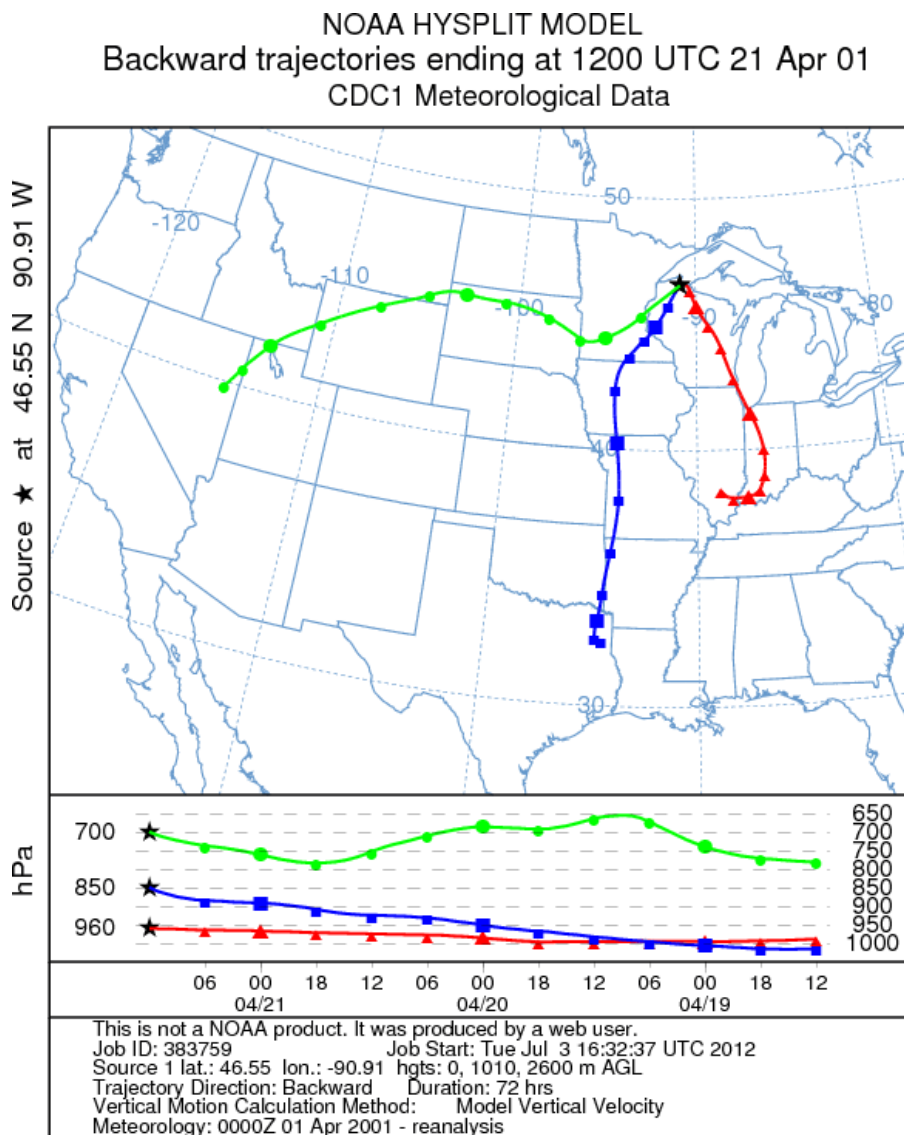 NOAA HYSPLIT MODEL
Backward trajectories ending at 1200 UTC 21 Apr 01
CDC1 Meteorological Data
Source ★ at 46.55 N 90.91 W
50
-120
-110
-100
-90
-80
40
30
hPa
700
850
960
650
700
750
800
850
900
950
1000
06 00 18 12 06 00 18 12 06 00 18 12
04/21 04/20 04/19
This is not a NOAA product. It was produced by a web user.
Job ID: 383759 Job Start: Tue Jul 3 16:32:37 UTC 2012
Source 1 lat.: 46.55 lon.: -90.91 hgts: 0, 1010, 2600 m AGL
Trajectory Direction: Backward Duration: 72 hrs
Vertical Motion Calculation Method: Model Vertical Velocity
Meteorology: 0000Z 01 Apr 2001 - reanalysis